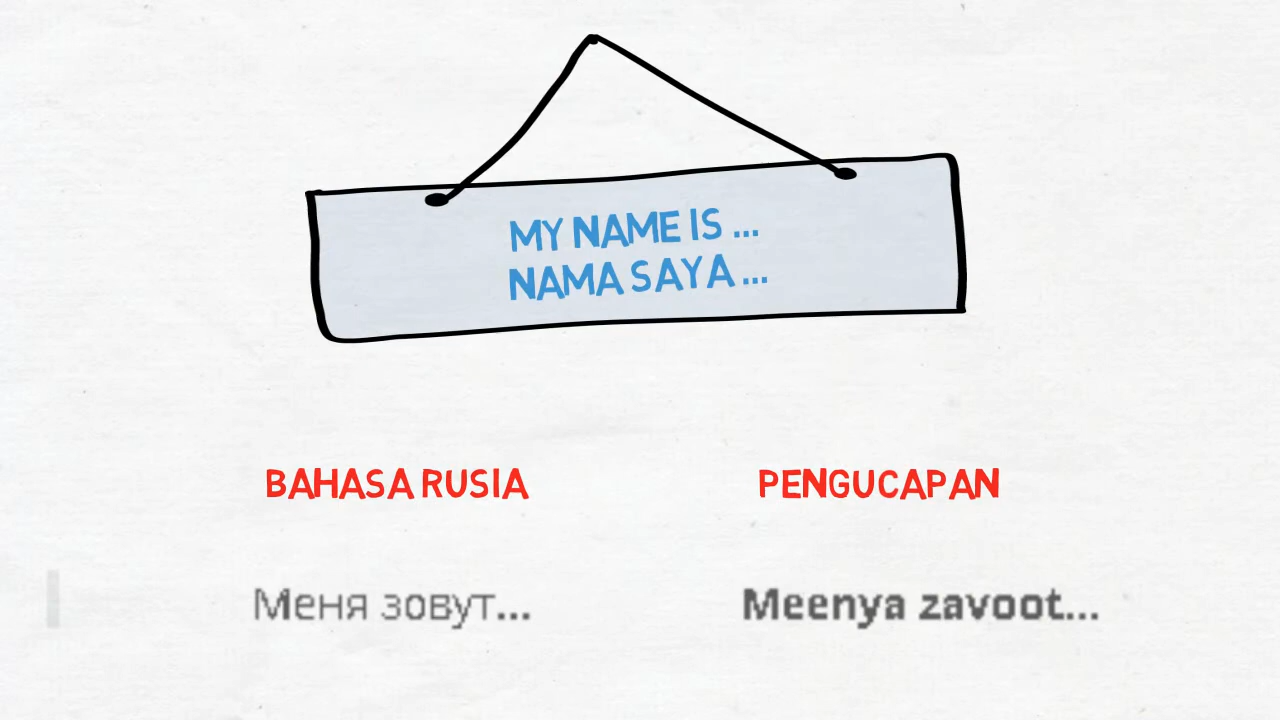 MY NAME IS ...
NAMA SAYA ...
BAHASA RUSIA
PENGUCAPAN
Меня зовут...
Meenya zavoot...